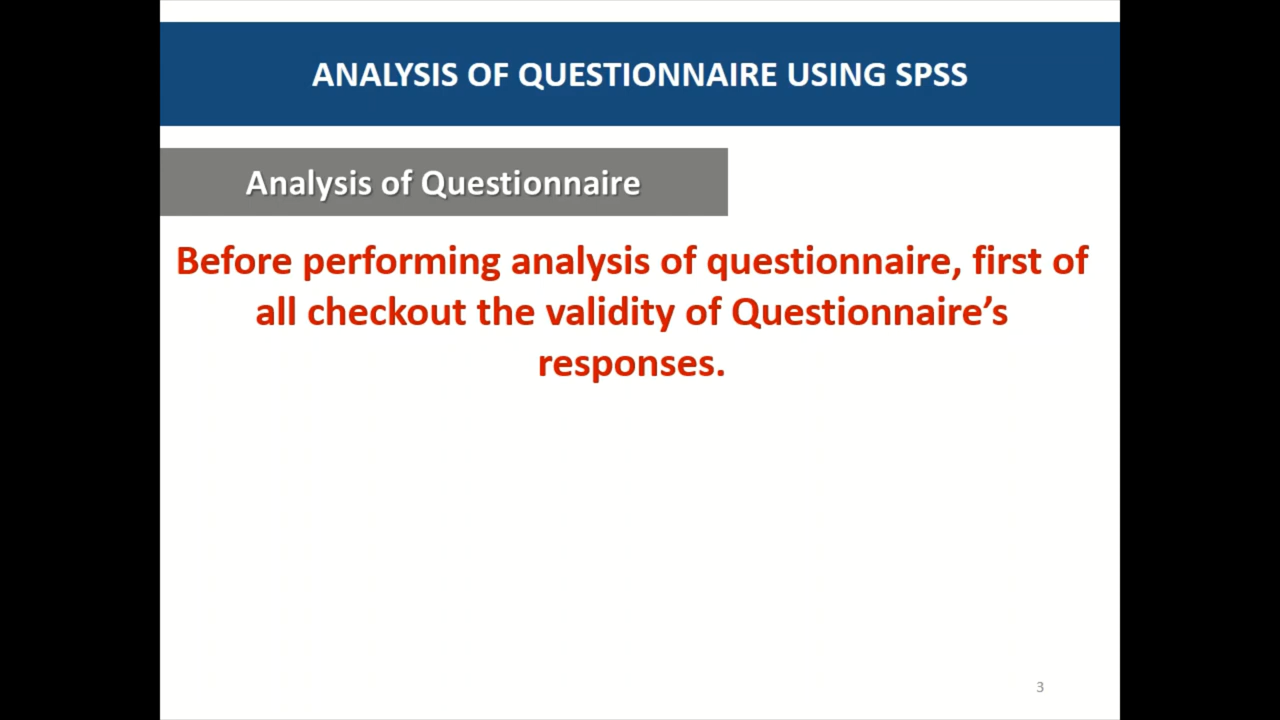 ANALYSIS OF QUESTIONNAIRE USING SPSS
Analysis of Questionnaire
Before performing analysis of questionnaire, first of
all checkout the validity of Questionnaire’s
responses.
3